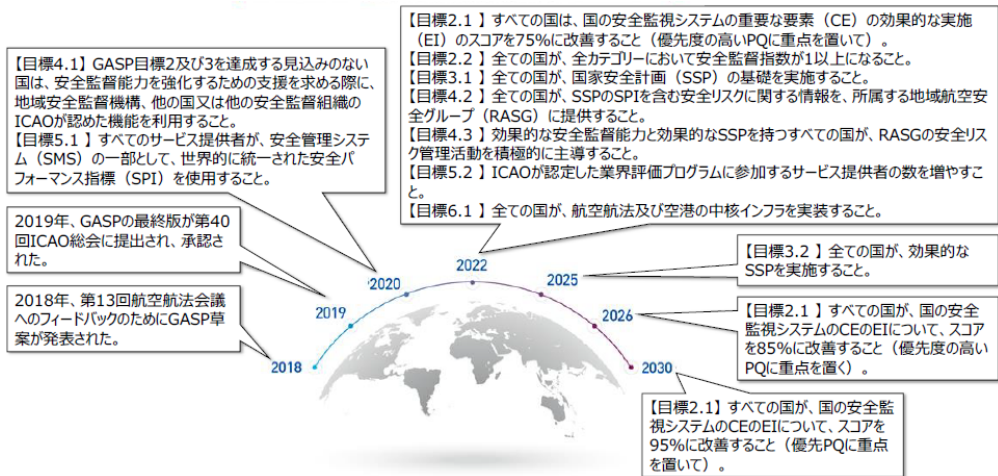 【目標4.1】GASP目標2及び3を達成する見込みのない
国は、安全監督能力を強化するための支援を求める際に、
地域安全監督機構、他の国又は他の安全監督組織の
ICAOが認めた機能を利用すること。
【目標5.1 】すべてのサービス提供者が、安全管理システ
ム（SMS）の一部として、世界的に統一された安全パ
フォーマンス指標（SPI）を使用すること。
2019年、GASPの最終版が第40
回ICAO総会に提出され、承認さ
れた。
2018年、第13回航空航法会議
へのフィードバックのためにGASP草
案が発表された。
【目標2.1 】すべての国は、国の安全監視システムの重要な要素（CE）の効果的な実施
（EI）のスコアを75%に改善すること（優先度の高いPQに重点を置いて）。
【目標2.2 】全ての国が、全カテゴリーにおいて安全監督指数が1以上になること。
【目標3.1 】全ての国が、国家安全計画（SSP）の基礎を実施すること。
【目標4.2 】全ての国が、SSPのSPIを含む安全リスクに関する情報を、所属する地域航空安
全グループ（RASG）に提供すること。
【目標4.3 】効果的な安全監督能力と効果的なSSPを持つすべての国が、RASGの安全リス
ク管理活動を積極的に主導すること。
【目標5.2 】ICAOが認定した業界評価プログラムに参加するサービス提供者の数を増やすこ
と。
【目標6.1 】全ての国が、航空航法及び空港の中核インフラを実装すること。
【目標3.2 】全ての国が、効果的な
SSPを実施すること。
【目標2.1 】すべての国が、国の安全
監視システムのCEのEIについて、スコア
を85%に改善すること（優先度の高い
PQに重点を置く）。
【目標2.1】すべての国が、国の安全監
視システムのCEのEIについて、スコアを
95%に改善すること（優先PQに重点
を置いて）。
2018
2019
2020
2022
2025
2026
2030